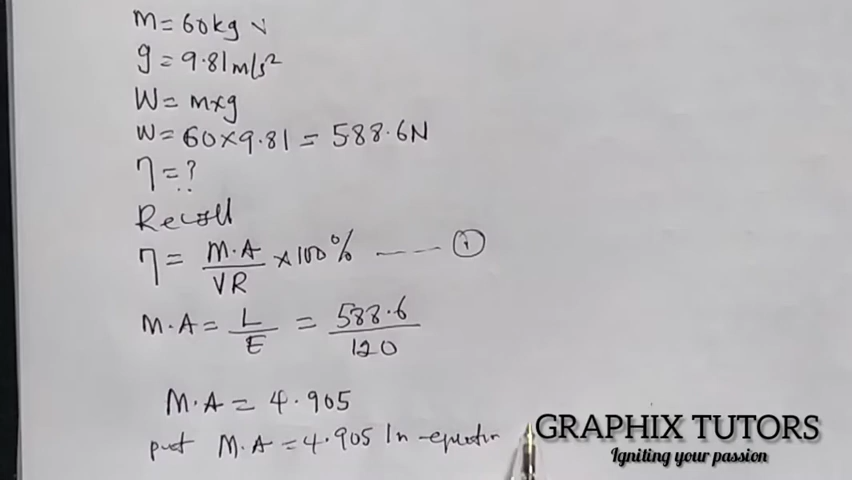 m = 60kg
g = 9.81m/s²
W = mxg
W = 60 x 9.81 = 588.6N
η = ?
Recall
η = M.A/VR x 100% --- ①
M.A = L/E = 588.6/120
M.A = 4.905
put M.A = 4.905 In equation
GRAPHIX TUTORS
Igniting your passion